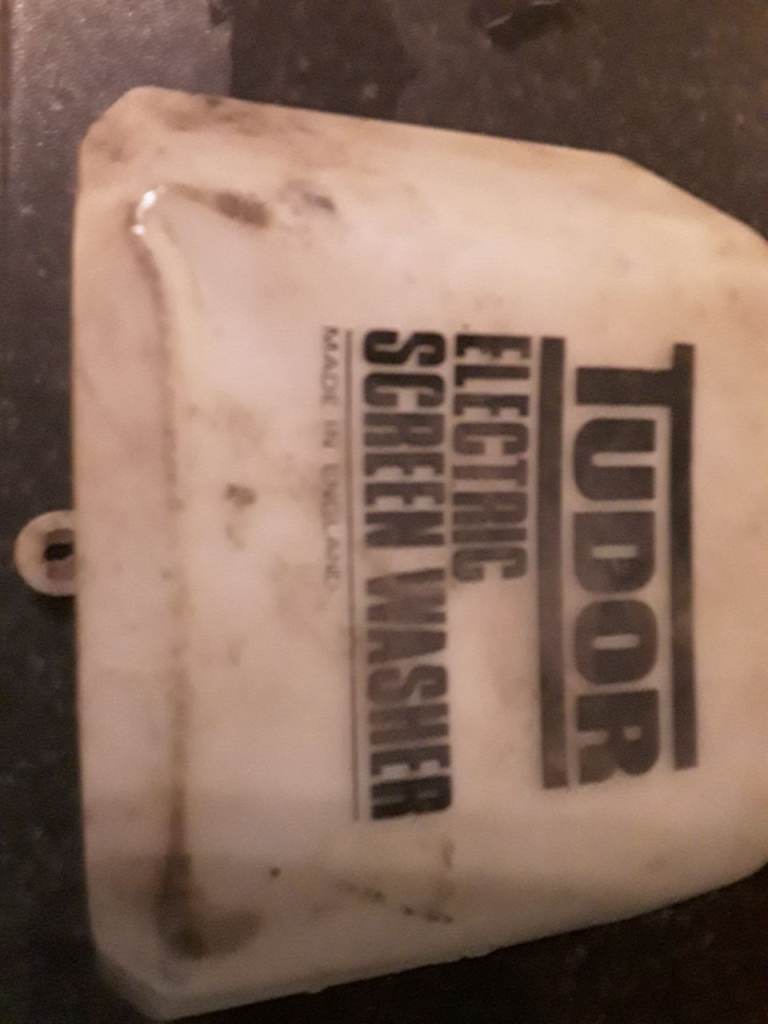 TUDOR
ELECTRIC
SCREEN WASHER
MADE IN ENGLAND.